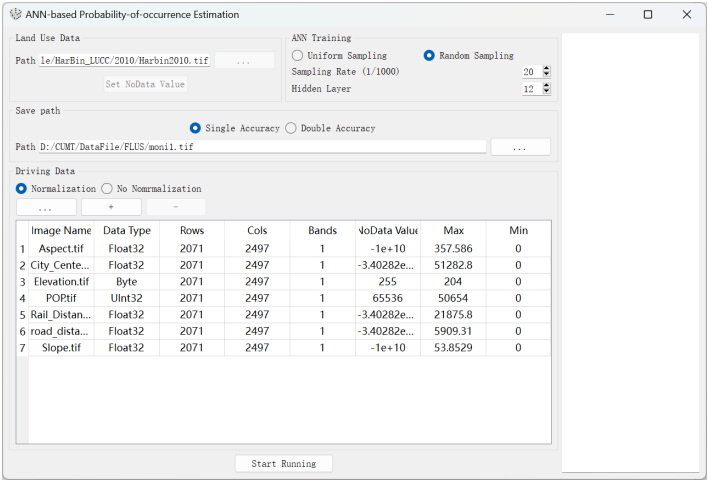 ANN-based Probability-of-occurrence Estimation
Land Use Data
Path le/HarBin_LUCC/2010/Harbin2010.tif ...
Set NoData Value
ANN Training
Uniform Sampling Random Sampling
Sampling Rate (1/1000) 20
Hidden Layer 12
Save path
Single Accuracy Double Accuracy
Path D:/CUMT/DataFile/FLUS/moni1.tif ...
Driving Data
Normalization No Nomrmalization
... + -
Image Name Data Type Rows Cols Bands NoData Value Max Min
1 Aspect.tif Float32 2071 2497 1 -1e+10 357.586 0
2 City_Cente... Float32 2071 2497 1 -3.40282e... 51282.8 0
3 Elevation.tif Byte 2071 2497 1 255 204 0
4 POP.tif UInt32 2071 2497 1 65536 50654 0
5 Rail_Distan... Float32 2071 2497 1 -3.40282e... 21875.8 0
6 road_dista... Float32 2071 2497 1 -3.40282e... 5909.31 0
7 Slope.tif Float32 2071 2497 1 -1e+10 53.8529 0
Start Running